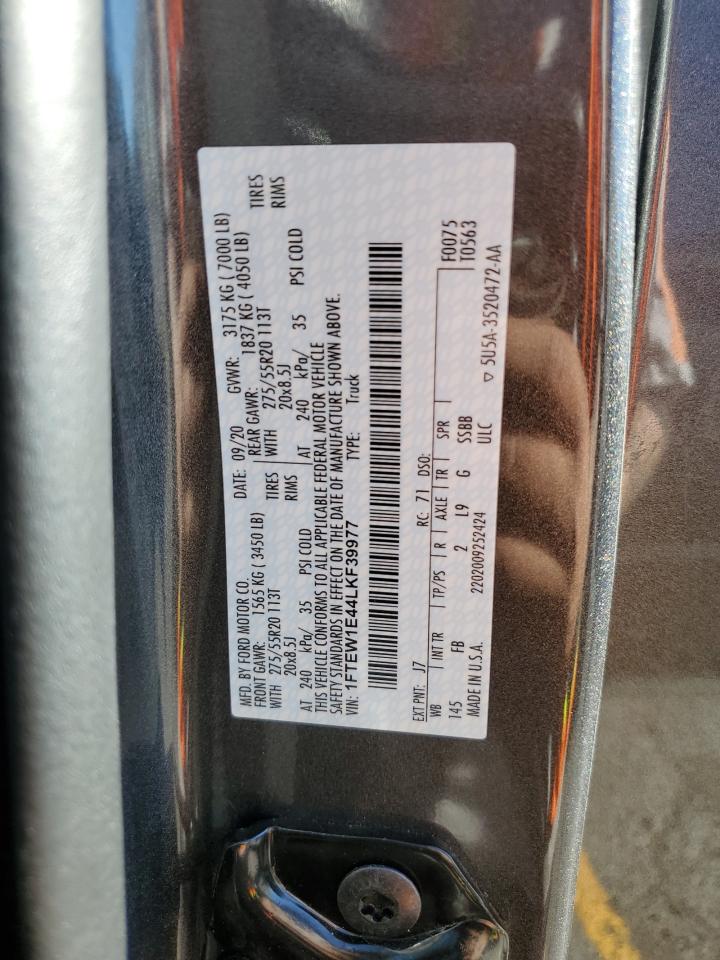 MFD. BY FORD MOTOR CO.
DATE: 09/20 GVWR: 3175 KG ( 7000 LB)
FRONT GAWR: 1565 KG ( 3450 LB) REAR GAWR: 1837 KG ( 4050 LB)
WITH 275/55R20 113T TIRES WITH 275/55R20 113T TIRES
20x8.5J RIMS 20x8.5J RIMS
AT 240 kPa/ 35 PSI COLD AT 240 kPa/ 35 PSI COLD
THIS VEHICLE CONFORMS TO ALL APPLICABLE FEDERAL MOTOR VEHICLE
SAFETY STANDARDS IN EFFECT ON THE DATE OF MANUFACTURE SHOWN ABOVE.
VIN: 1FTEW1E44LKF39977 TYPE: Truck
EXT PNT: J7 RC: 71 DSO: F0075
WB INT TR TP/PS R AXLE TR SPR T0563
145 FB 2 L9 G SSBB
MADE IN U.S.A. 2202009252424 ULC ▽ 5U5A-3520472-AA